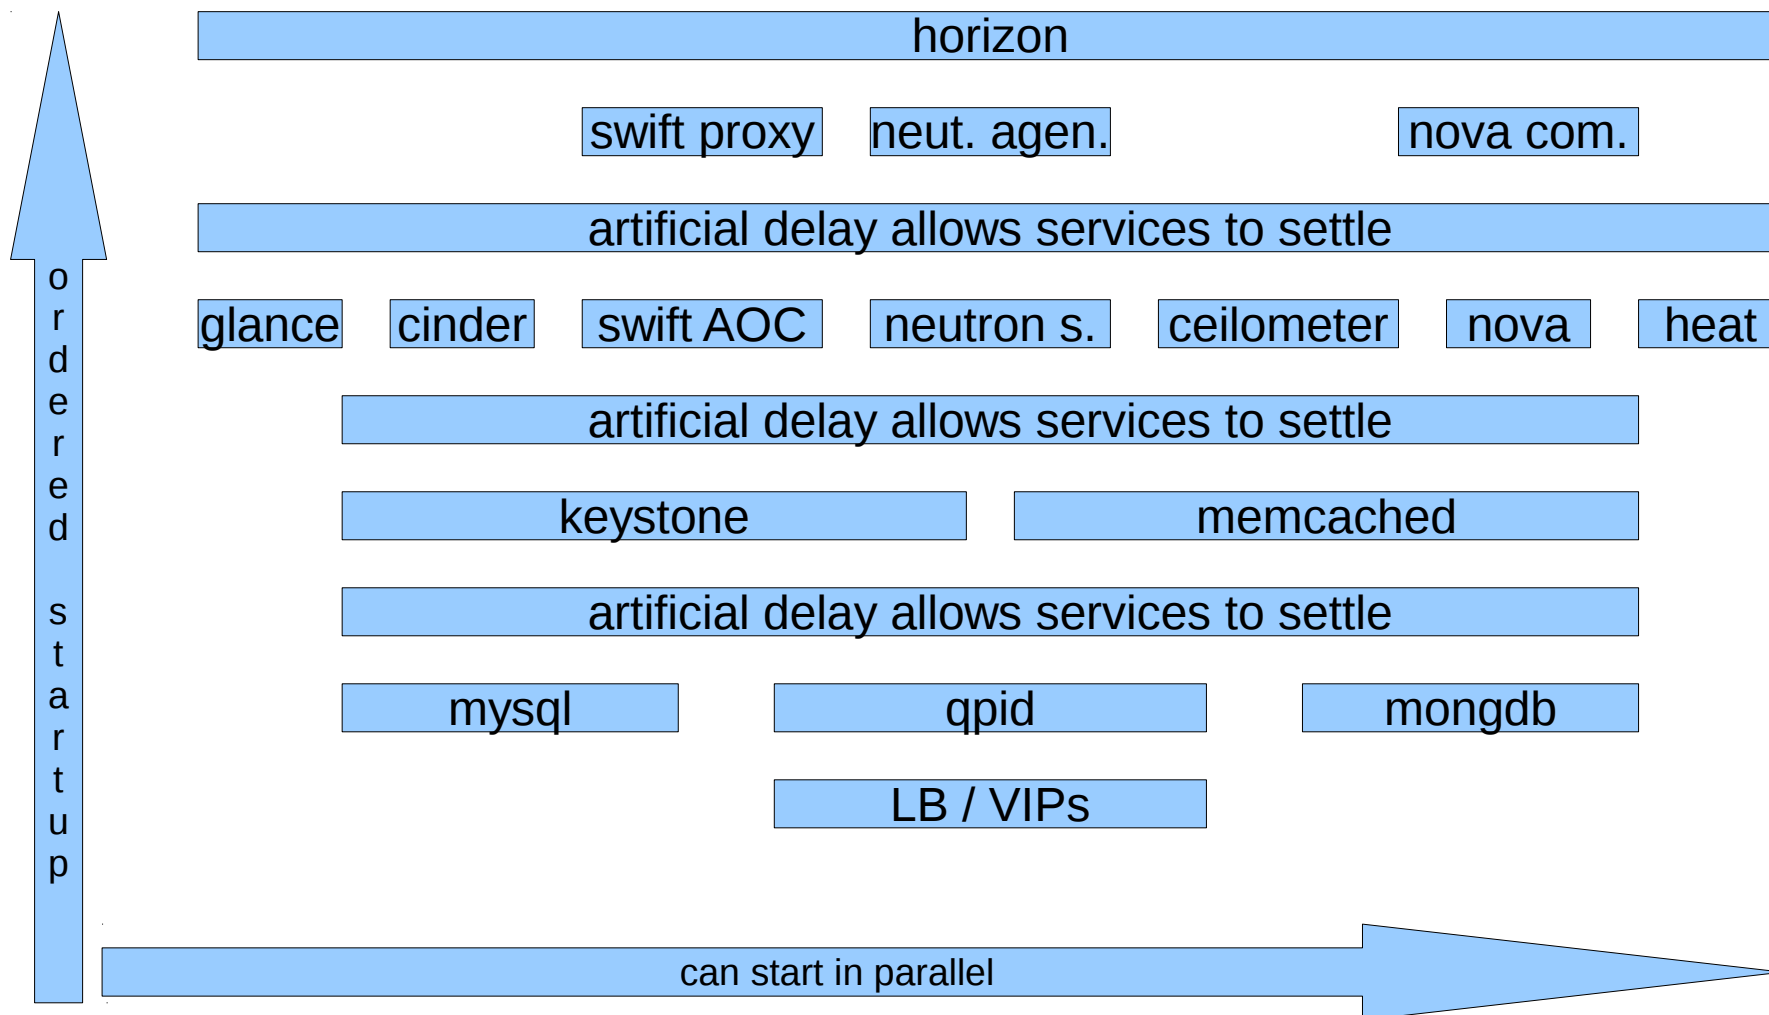 horizon
swift proxy neut. agen. nova com.
artificial delay allows services to settle
glance cinder swift AOC neutron s. ceilometer nova heat
artificial delay allows services to settle
keystone memcached
artificial delay allows services to settle
mysql qpid mongdb
LB / VIPs
ordered startup
can start in parallel